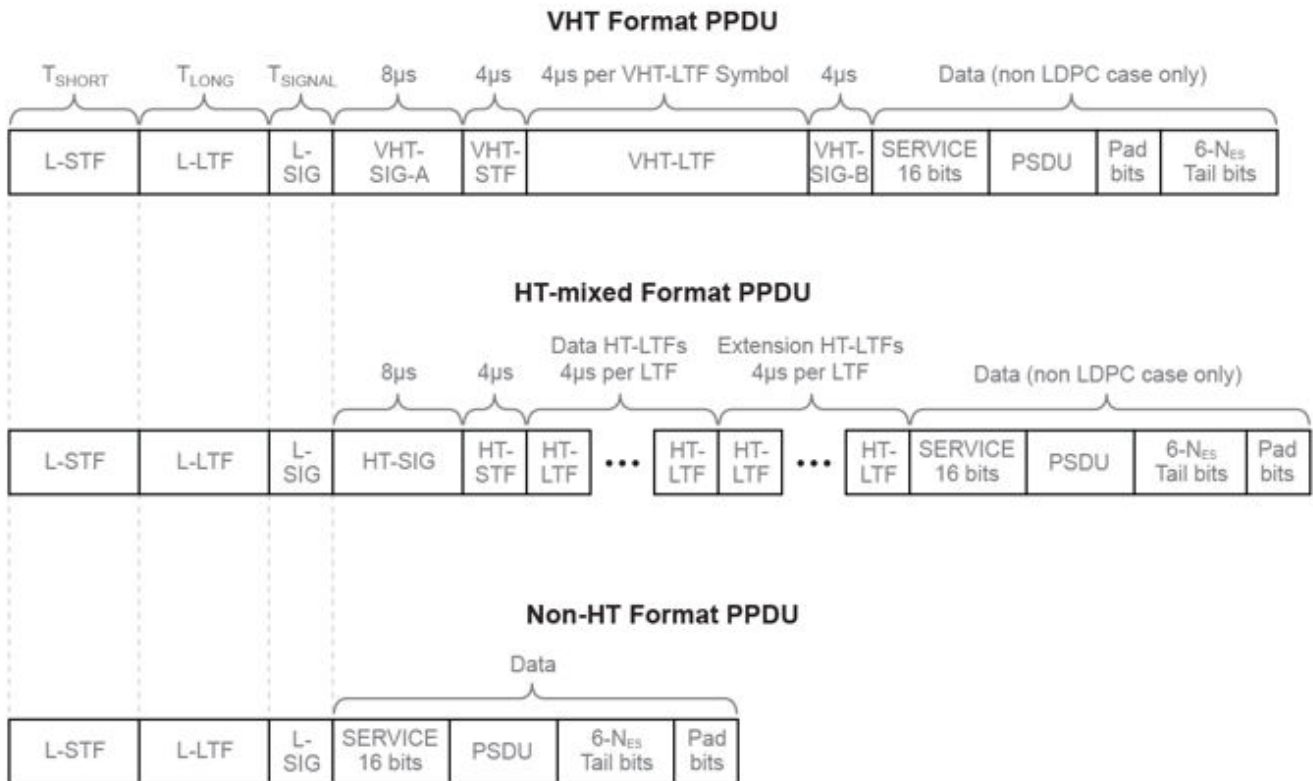 VHT Format PPDU
T_SHORT T_LONG T_SIGNAL 8µs 4µs 4µs per VHT-LTF Symbol 4µs Data (non LDPC case only)
L-STF L-LTF L-SIG VHT-SIG-A VHT-STF VHT-LTF VHT-SIG-B SERVICE 16 bits PSDU Pad bits 6-N_ES Tail bits
HT-mixed Format PPDU
Data HT-LTFs Extension HT-LTFs
8µs 4µs 4µs per LTF 4µs per LTF Data (non LDPC case only)
L-STF L-LTF L-SIG HT-SIG HT-STF HT-LTF ••• HT-LTF HT-LTF ••• HT-LTF SERVICE 16 bits PSDU 6-N_ES Tail bits Pad bits
Non-HT Format PPDU
Data
L-STF L-LTF L-SIG SERVICE 16 bits PSDU 6-N_ES Tail bits Pad bits